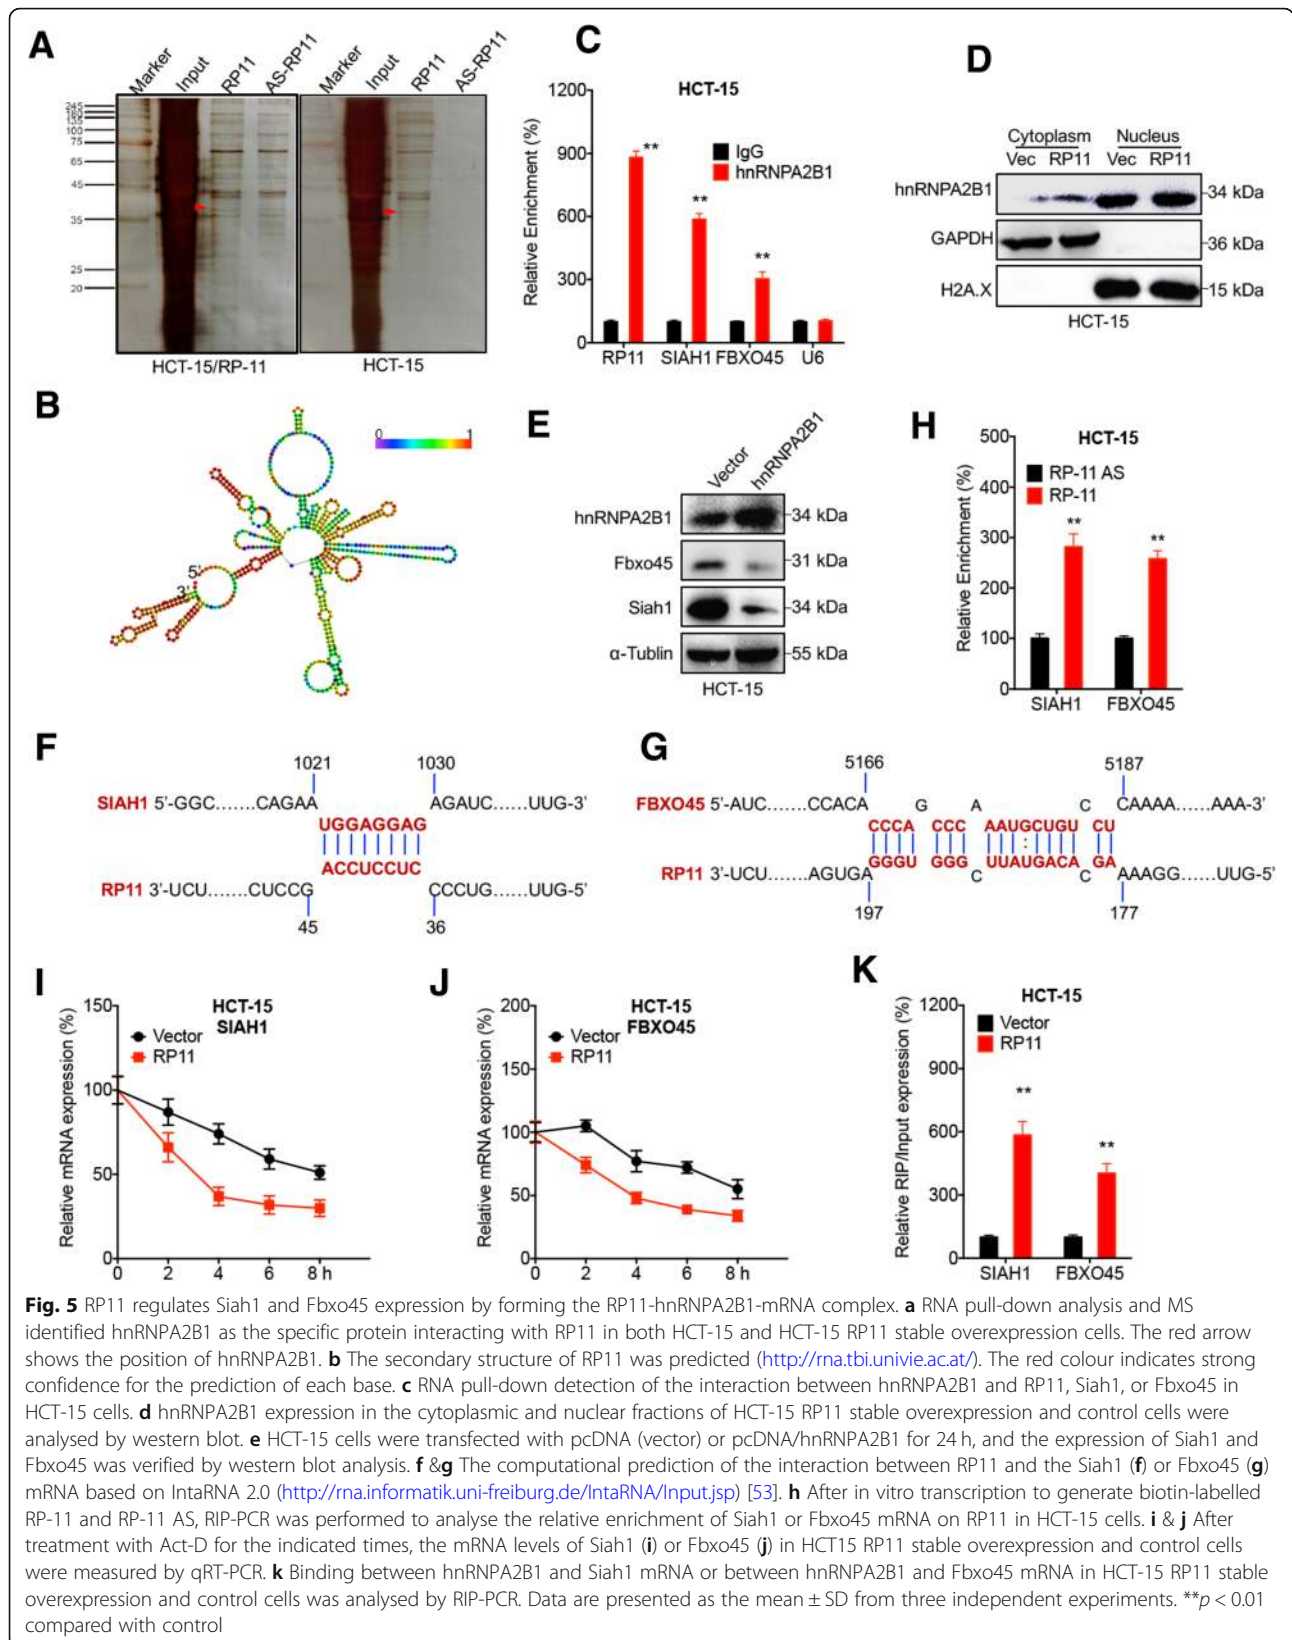 A
Marker
Input
RP11
AS-RP11
Marker
Input
RP11
AS-RP11
245
180
135
100
75
65
45
35
25
20
HCT-15/RP-11
HCT-15
B
0
1
5'
3'
C
HCT-15
Relative Enrichment (%)
1200
900
600
300
0
IgG
hnRNPA2B1
**
**
**
RP11 SIAH1 FBXO45 U6
D
Cytoplasm Nucleus
Vec RP11 Vec RP11
hnRNPA2B1 34 kDa
GAPDH 36 kDa
H2A.X 15 kDa
HCT-15
E
Vector
hnRNPA2B1
hnRNPA2B1 34 kDa
Fbxo45 31 kDa
Siah1 34 kDa
α-Tublin 55 kDa
HCT-15
H
HCT-15
Relative Enrichment (%)
500
400
300
200
100
0
RP-11 AS
RP-11
**
**
SIAH1 FBXO45
F
1021 1030
SIAH1 5'-GGC.......CAGAA AGAUC.......UUG-3'
UGGAGGAG
ACCUCCUC
RP11 3'-UCU.......CUCCG CCCUG.......UUG-5'
45 36
G
5166 5187
FBXO45 5'-AUC.......CCACA G A C CAAAA.......AAA-3'
CCCA CCC AAUGCUGU CU
:
GGGU GGG UUAUGACA GA
RP11 3'-UCU.......AGUGA C C AAAGG.......UUG-5'
197 177
I
HCT-15
SIAH1
Relative mRNA expression (%)
150
100
50
0
Vector
RP11
0 2 4 6 8 h
J
HCT-15
FBXO45
Relative mRNA expression (%)
200
150
100
50
0
Vector
RP11
0 2 4 6 8 h
K
HCT-15
Relative RIP/Input expression (%)
1200
900
600
300
0
Vector
RP11
**
**
SIAH1 FBXO45
Fig. 5 RP11 regulates Siah1 and Fbxo45 expression by forming the RP11-hnRNPA2B1-mRNA complex. a RNA pull-down analysis and MS
identified hnRNPA2B1 as the specific protein interacting with RP11 in both HCT-15 and HCT-15 RP11 stable overexpression cells. The red arrow
shows the position of hnRNPA2B1. b The secondary structure of RP11 was predicted (http://rna.tbi.univie.ac.at/). The red colour indicates strong
confidence for the prediction of each base. c RNA pull-down detection of the interaction between hnRNPA2B1 and RP11, Siah1, or Fbxo45 in
HCT-15 cells. d hnRNPA2B1 expression in the cytoplasmic and nuclear fractions of HCT-15 RP11 stable overexpression and control cells were
analysed by western blot. e HCT-15 cells were transfected with pcDNA (vector) or pcDNA/hnRNPA2B1 for 24 h, and the expression of Siah1 and
Fbxo45 was verified by western blot analysis. f &g The computational prediction of the interaction between RP11 and the Siah1 (f) or Fbxo45 (g)
mRNA based on IntaRNA 2.0 (http://rna.informatik.uni-freiburg.de/IntaRNA/Input.jsp) [53]. h After in vitro transcription to generate biotin-labelled
RP-11 and RP-11 AS, RIP-PCR was performed to analyse the relative enrichment of Siah1 or Fbxo45 mRNA on RP11 in HCT-15 cells. i & j After
treatment with Act-D for the indicated times, the mRNA levels of Siah1 (i) or Fbxo45 (j) in HCT15 RP11 stable overexpression and control cells
were measured by qRT-PCR. k Binding between hnRNPA2B1 and Siah1 mRNA or between hnRNPA2B1 and Fbxo45 mRNA in HCT-15 RP11 stable
overexpression and control cells was analysed by RIP-PCR. Data are presented as the mean ± SD from three independent experiments. **p < 0.01
compared with control